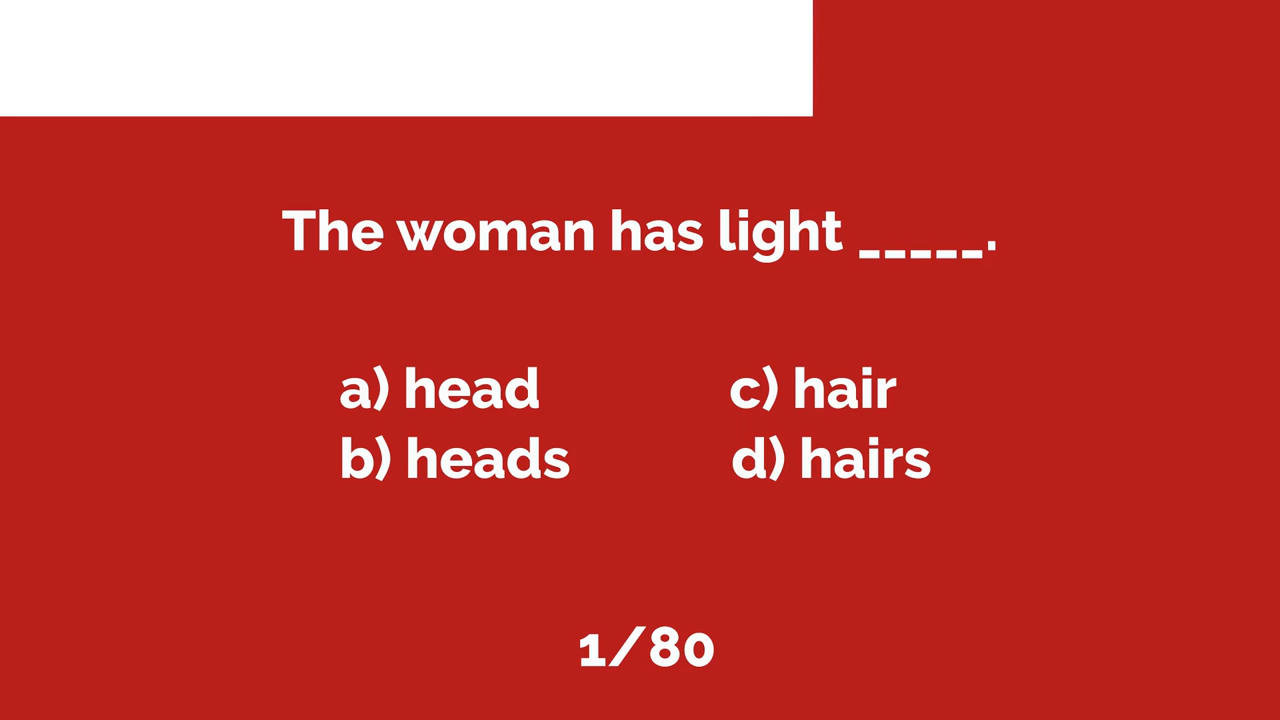 The woman has light _____.
a) head
b) heads
c) hair
d) hairs
1/80